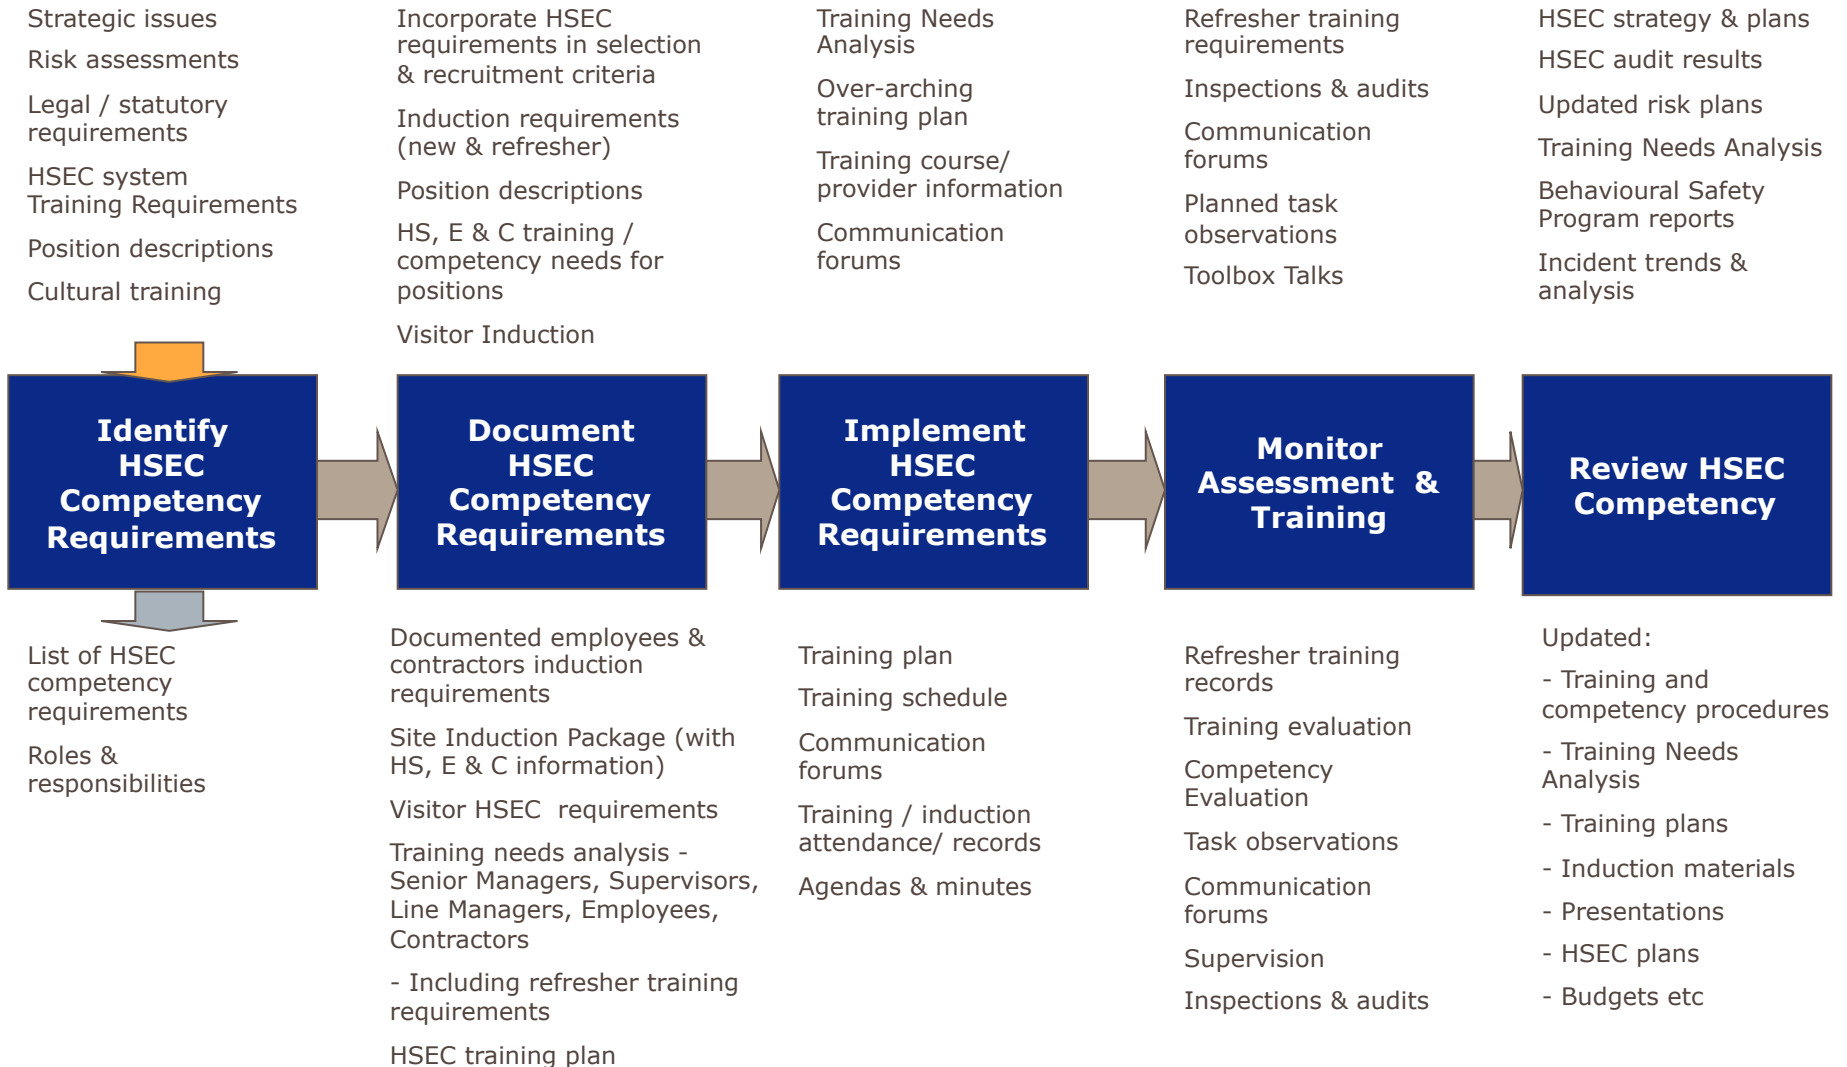 Strategic issues
Risk assessments
Legal / statutory
requirements
HSEC system
Training Requirements
Position descriptions
Cultural training
Incorporate HSEC
requirements in selection
& recruitment criteria
Induction requirements
(new & refresher)
Position descriptions
HS, E & C training /
competency needs for
positions
Visitor Induction
Training Needs
Analysis
Over-arching
training plan
Training course/
provider information
Communication
forums
Refresher training
requirements
Inspections & audits
Communication
forums
Planned task
observations
Toolbox Talks
HSEC strategy & plans
HSEC audit results
Updated risk plans
Training Needs Analysis
Behavioural Safety
Program reports
Incident trends &
analysis
Identify
HSEC
Competency
Requirements
Document
HSEC
Competency
Requirements
Implement
HSEC
Competency
Requirements
Monitor
Assessment &
Training
Review HSEC
Competency
List of HSEC
competency
requirements
Roles &
responsibilities
Documented employees &
contractors induction
requirements
Site Induction Package (with
HS, E & C information)
Visitor HSEC requirements
Training needs analysis -
Senior Managers, Supervisors,
Line Managers, Employees,
Contractors
- Including refresher training
requirements
HSEC training plan
Training plan
Training schedule
Communication
forums
Training / induction
attendance/ records
Agendas & minutes
Refresher training
records
Training evaluation
Competency
Evaluation
Task observations
Communication
forums
Supervision
Inspections & audits
Updated:
- Training and
competency procedures
- Training Needs
Analysis
- Training plans
- Induction materials
- Presentations
- HSEC plans
- Budgets etc